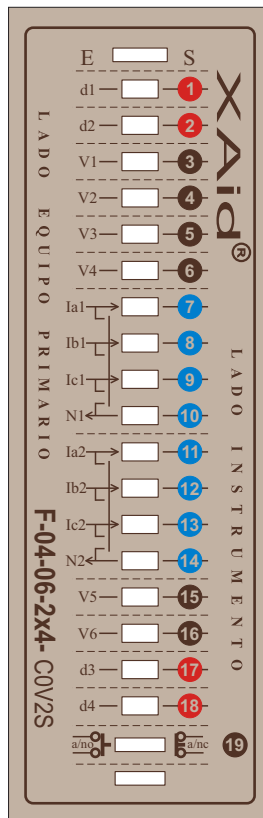 E S
d1 1
d2 2
V1 3
V2 4
V3 5
V4 6
Ia1 7
Ib1 8
Ic1 9
N1 10
Ia2 11
Ib2 12
Ic2 13
N2 14
V5 15
V6 16
d3 17
d4 18
a/no a/nc 19
LADO EQUIPO PRIMARIO
F-04-06-2x4- C0V2S
XAid®
LADO INSTRUMENTO